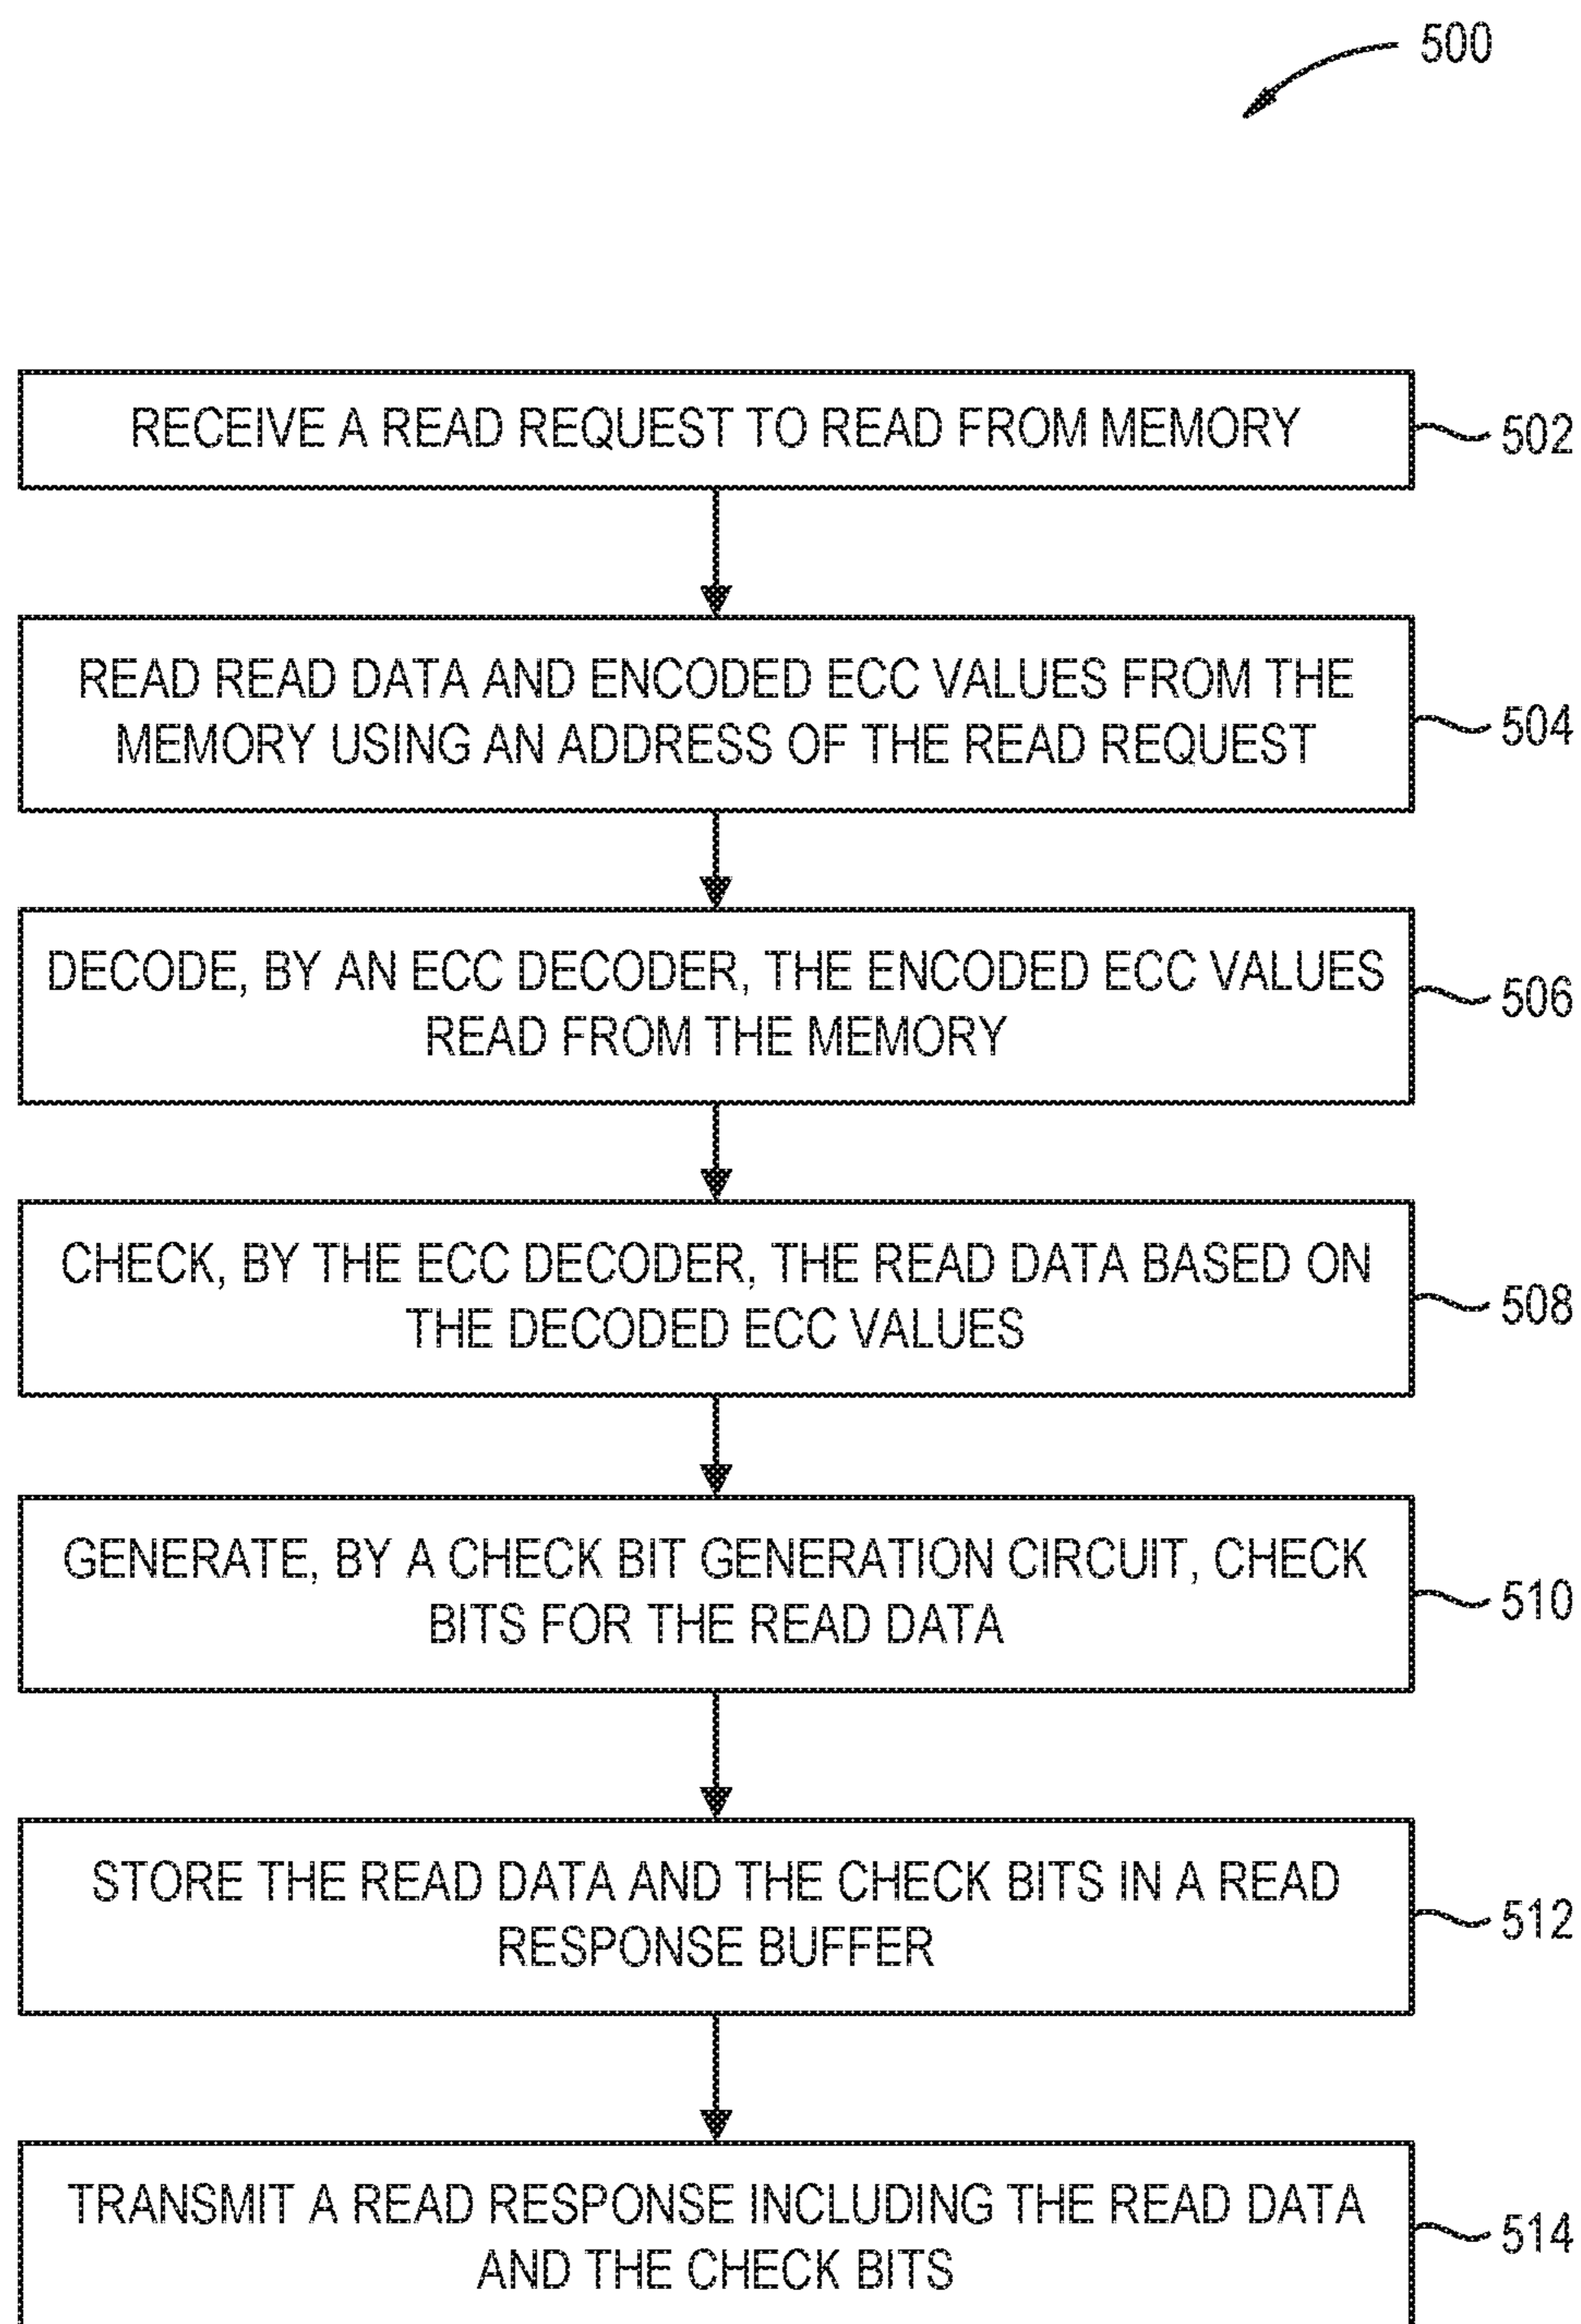 500
RECEIVE A READ REQUEST TO READ FROM MEMORY
502
READ READ DATA AND ENCODED ECC VALUES FROM THE
MEMORY USING AN ADDRESS OF THE READ REQUEST
504
DECODE, BY AN ECC DECODER, THE ENCODED ECC VALUES
READ FROM THE MEMORY
506
CHECK, BY THE ECC DECODER, THE READ DATA BASED ON
THE DECODED ECC VALUES
508
GENERATE, BY A CHECK BIT GENERATION CIRCUIT, CHECK
BITS FOR THE READ DATA
510
STORE THE READ DATA AND THE CHECK BITS IN A READ
RESPONSE BUFFER
512
TRANSMIT A READ RESPONSE INCLUDING THE READ DATA
AND THE CHECK BITS
514